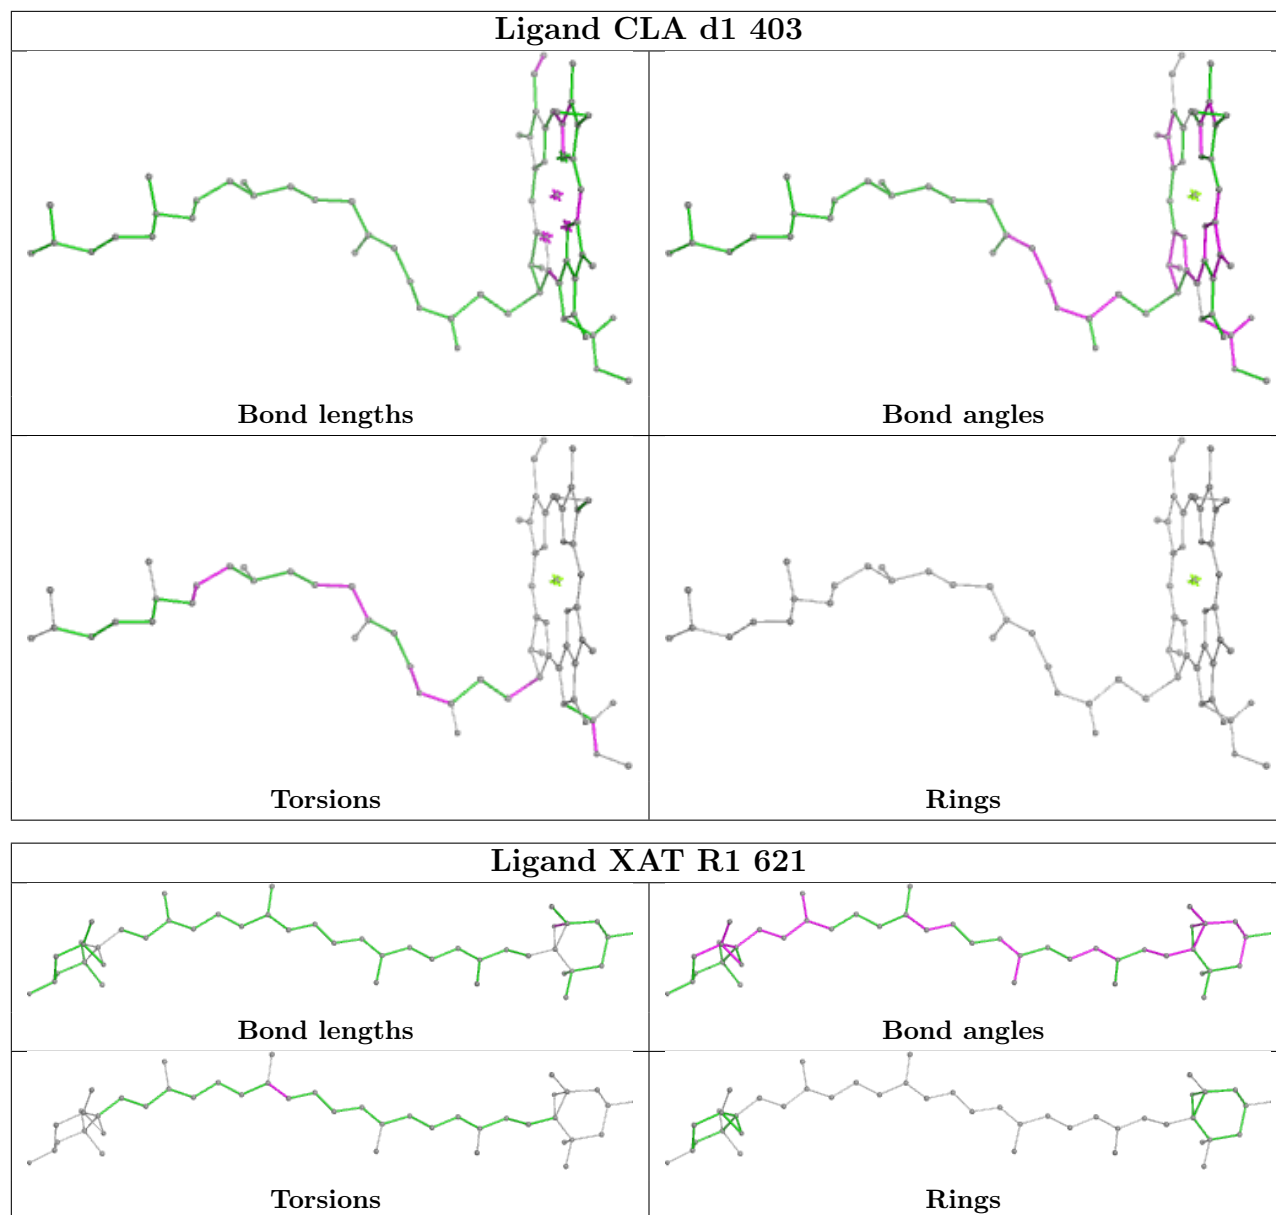 Ligand CLA d1 403
Bond lengths
Bond angles
Torsions
Rings
Ligand XAT R1 621
Bond lengths
Bond angles
Torsions
Rings